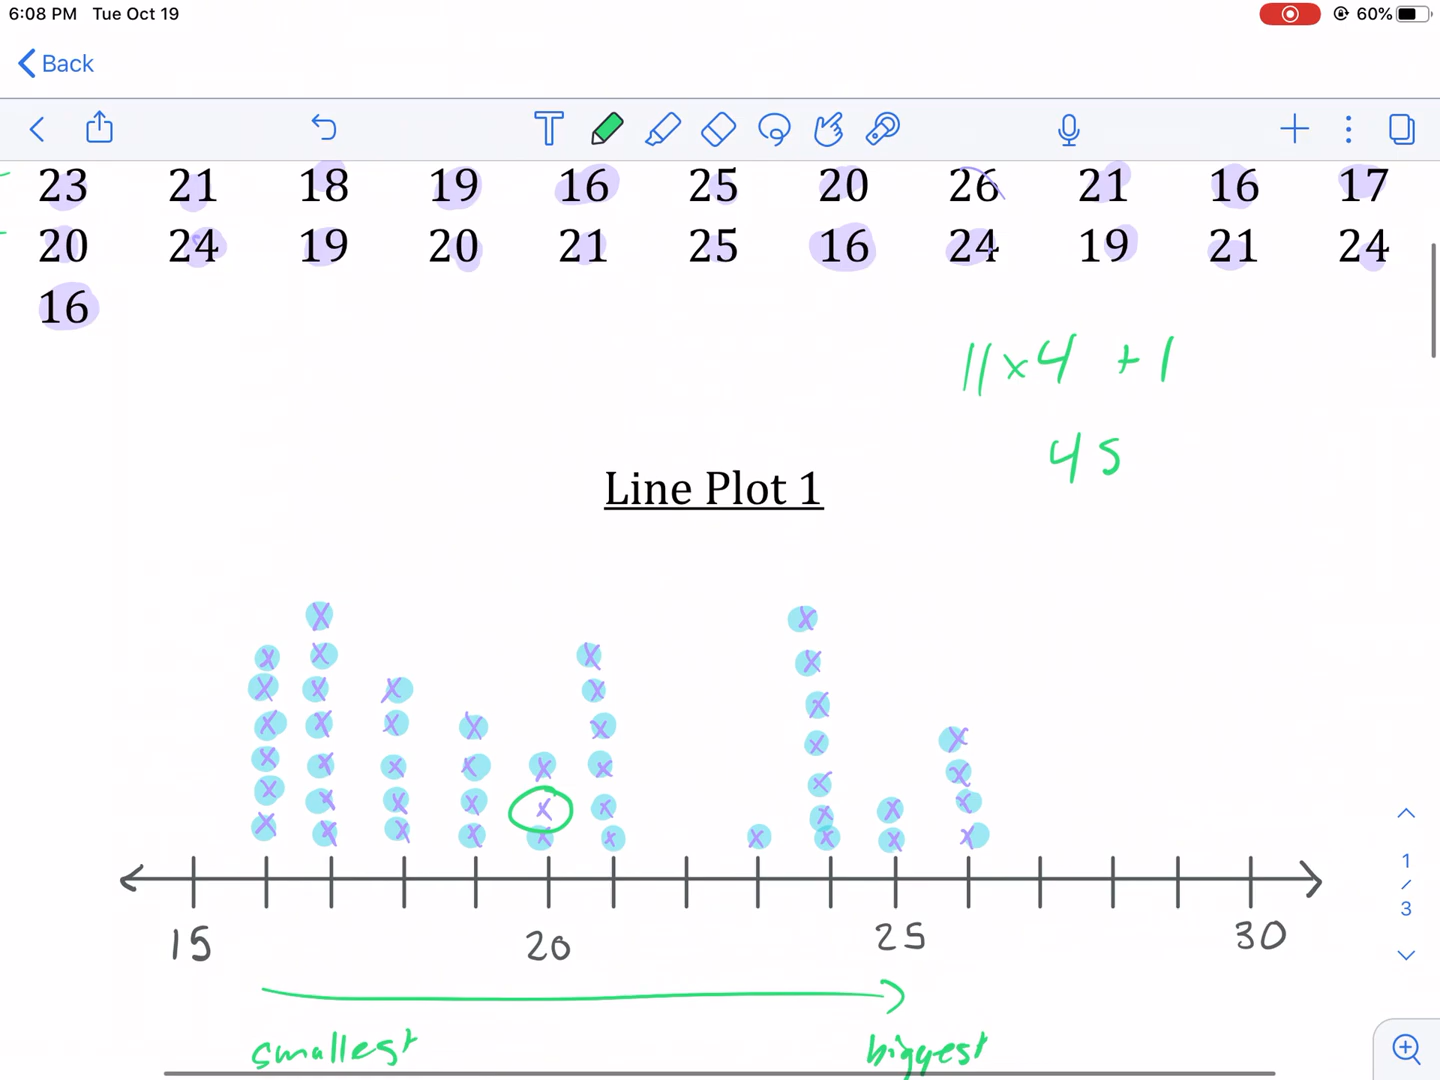 6:08 PM Tue Oct 19 60%
Back
23 21 18 19 16 25 20 26 21 16 17
20 24 19 20 21 25 16 24 19 21 24
16
11 x 4 + 1
45
Line Plot 1
15 20 25 30
smallest biggest
1
/
3